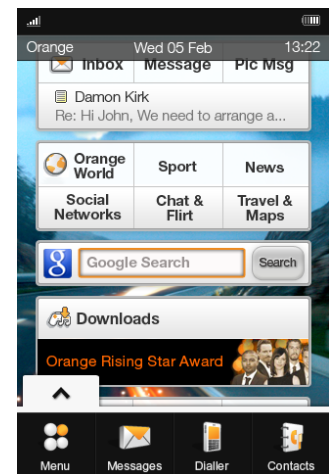 Orange Wed 05 Feb 13:22
Inbox Message Pic Msg
Damon Kirk
Re: Hi John, We need to arrange a...
Orange World Sport News
Social Networks Chat & Flirt Travel & Maps
8 Google Search Search
Downloads
Orange Rising Star Award
Menu Messages Dialler Contacts